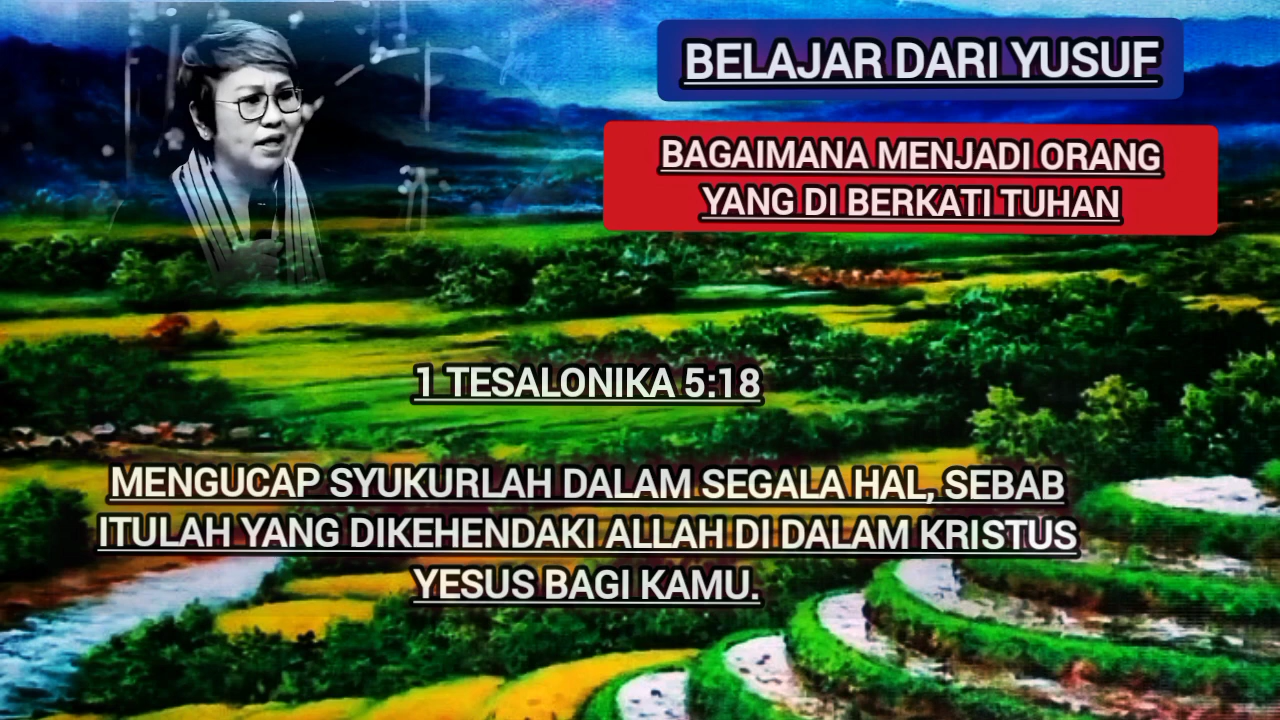 BELAJAR DARI YUSUF
BAGAIMANA MENJADI ORANG
YANG DI BERKATI TUHAN
1 TESALONIKA 5:18
MENGUCAP SYUKURLAH DALAM SEGALA HAL, SEBAB
ITULAH YANG DIKEHENDAKI ALLAH DI DALAM KRISTUS
YESUS BAGI KAMU.